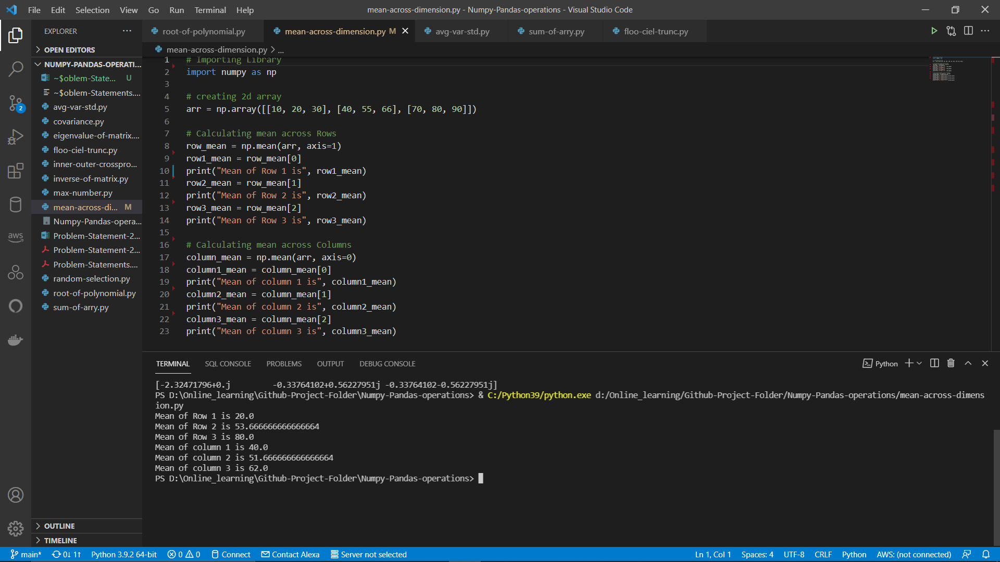 File Edit Selection View Go Run Terminal Help
mean-across-dimension.py - Numpy-Pandas-operations - Visual Studio Code
EXPLORER
OPEN EDITORS
NUMPY-PANDAS-OPERATI...
~$oblem-State... U
~$oblem-Statements....
avg-var-std.py
covariance.py
eigenvalue-of-matrix....
floo-ciel-trunc.py
inner-outer-crosspro...
inverse-of-matrix.py
max-number.py
mean-across-di... M
Numpy-Pandas-opera...
Problem-Statement-2...
Problem-Statement-2...
Problem-Statements....
random-selection.py
root-of-polynomial.py
sum-of-arry.py
OUTLINE
TIMELINE
2
aws
root-of-polynomial.py mean-across-dimension.py M avg-var-std.py sum-of-arry.py floo-ciel-trunc.py
mean-across-dimension.py > ...
1 # Importing Library
2 import numpy as np
3
4 # creating 2d array
5 arr = np.array([[10, 20, 30], [40, 55, 66], [70, 80, 90]])
6
7 # Calculating mean across Rows
8 row_mean = np.mean(arr, axis=1)
9 row1_mean = row_mean[0]
10 print("Mean of Row 1 is", row1_mean)
11 row2_mean = row_mean[1]
12 print("Mean of Row 2 is", row2_mean)
13 row3_mean = row_mean[2]
14 print("Mean of Row 3 is", row3_mean)
15
16 # Calculating mean across Columns
17 column_mean = np.mean(arr, axis=0)
18 column1_mean = column_mean[0]
19 print("Mean of column 1 is", column1_mean)
20 column2_mean = column_mean[1]
21 print("Mean of column 2 is", column2_mean)
22 column3_mean = column_mean[2]
23 print("Mean of column 3 is", column3_mean)
TERMINAL SQL CONSOLE PROBLEMS OUTPUT DEBUG CONSOLE
Python
[-2.32471796+0.j         -0.33764102+0.56227951j -0.33764102-0.56227951j]
PS D:\Online_learning\Github-Project-Folder\Numpy-Pandas-operations> & C:/Python39/python.exe d:/Online_learning/Github-Project-Folder/Numpy-Pandas-operations/mean-across-dimens
ion.py
Mean of Row 1 is 20.0
Mean of Row 2 is 53.666666666666664
Mean of Row 3 is 80.0
Mean of column 1 is 40.0
Mean of column 2 is 51.666666666666664
Mean of column 3 is 62.0
PS D:\Online_learning\Github-Project-Folder\Numpy-Pandas-operations>
main* 0↓ 1↑ Python 3.9.2 64-bit 0 0 Connect Contact Alexa Server not selected
Ln 1, Col 1 Spaces: 4 UTF-8 CRLF Python AWS: (not connected)